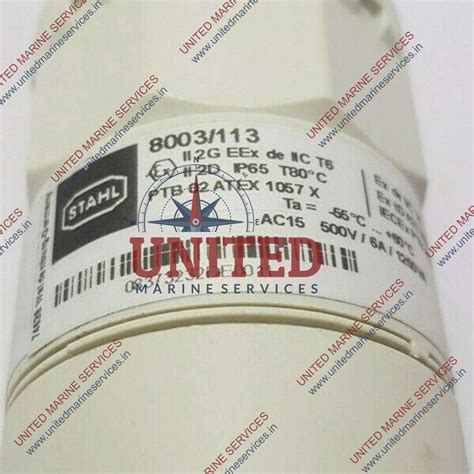 8003/113
II 2G EEx de IIC T6
II 2D IP65 T80°C
PTB 02 ATEX 1057 X
Ta = -55°C ... +60°C
AC15 500V / 6A /
STAHL
UNITED
MARINE SERVICES
UNITED MARINE SERVICES
www.unitedmarineservices.in